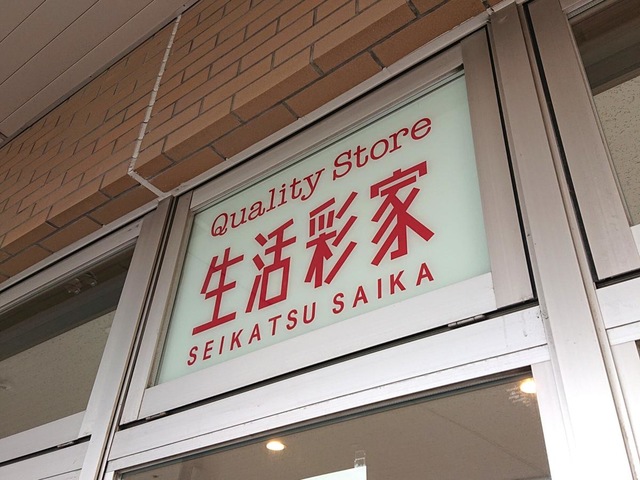 Quality Store
生活彩家
SEIKATSU SAIKA